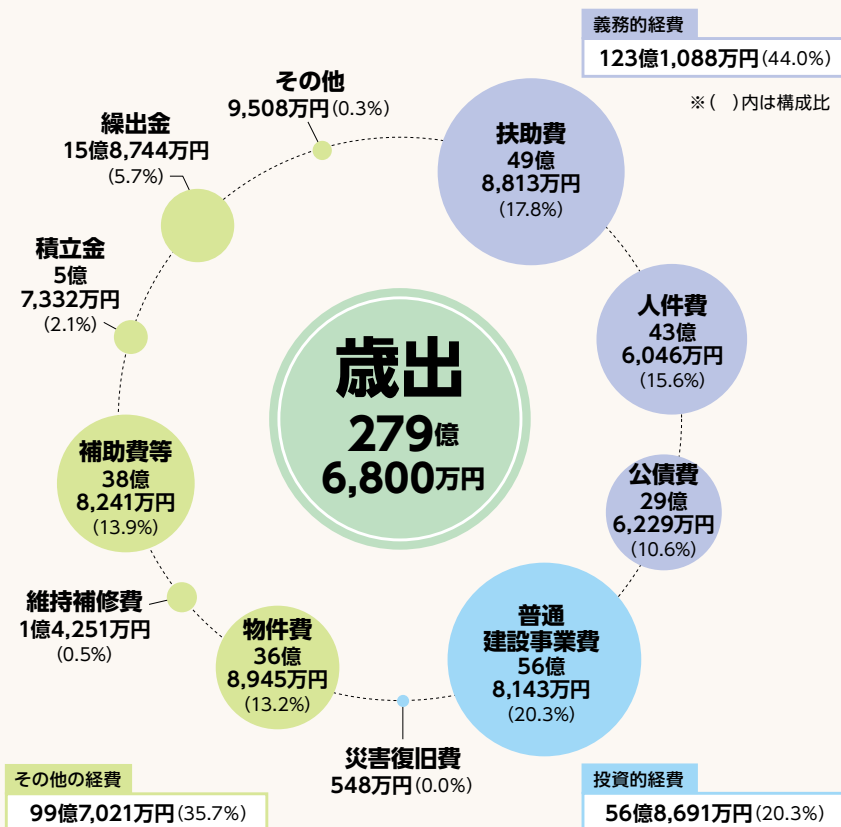 義務的経費
123億1,088万円(44.0%)
※(　)内は構成比
その他
9,508万円(0.3%)
繰出金
15億8,744万円
(5.7%)
積立金
5億
7,332万円
(2.1%)
補助費等
38億
8,241万円
(13.9%)
維持補修費
1億4,251万円
(0.5%)
物件費
36億
8,945万円
(13.2%)
災害復旧費
548万円(0.0%)
普通
建設事業費
56億
8,143万円
(20.3%)
公債費
29億
6,229万円
(10.6%)
人件費
43億
6,046万円
(15.6%)
扶助費
49億
8,813万円
(17.8%)
歳出
279億
6,800万円
その他の経費
99億7,021万円(35.7%)
投資的経費
56億8,691万円(20.3%)